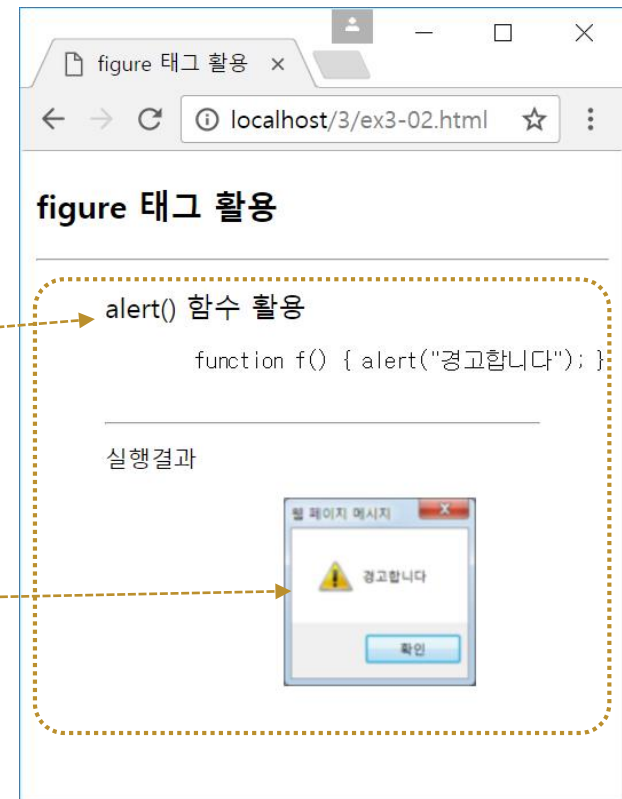 figure 태그 활용
localhost/3/ex3-02.html
figure 태그 활용
alert() 함수 활용
function f() { alert("경고합니다"); }
실행결과
웹 페이지 메시지
경고합니다
확인